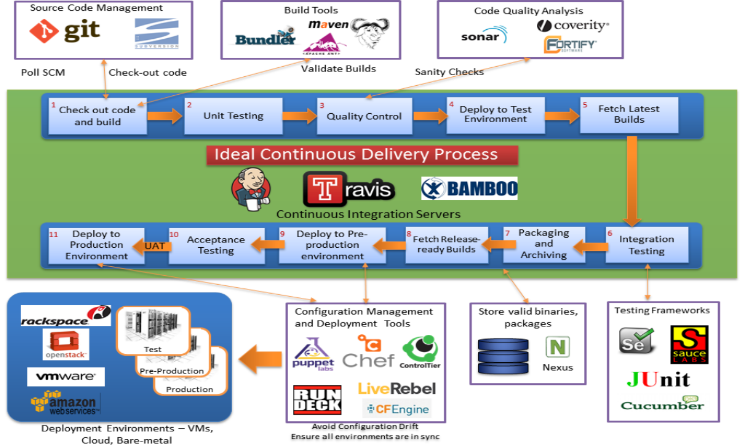 Source Code Management
git
SUBVERSION
Build Tools
maven
Bundler
APACHE ANT
Code Quality Analysis
sonar
coverity
FORTIFY
SOFTWARE
Poll SCM
Check-out code
Validate Builds
Sanity Checks
1
Check out code
and build
2
Unit Testing
3
Quality Control
4
Deploy to Test
Environment
5
Fetch Latest
Builds
Ideal Continuous Delivery Process
Travis
BAMBOO
Continuous Integration Servers
11
Deploy to
Production
Environment
UAT
10
Acceptance
Testing
9
Deploy to Pre-
production
environment
8
Fetch Release-
ready Builds
7
Packaging
and
Archiving
6
Integration
Testing
rackspace
openstack
vmware
amazon
webservices
Test
Pre-Production
Production
Deployment Environments – VMs,
Cloud, Bare-metal
Configuration Management
and Deployment Tools
puppet
labs
Chef
ControlTier
RUN
DECK
LiveRebel
CFEngine
Avoid Configuration Drift
Ensure all environments are in sync
Store valid binaries,
packages
N
Nexus
Testing Frameworks
Se
S
SAUCE
LABS
JUnit
Cucumber